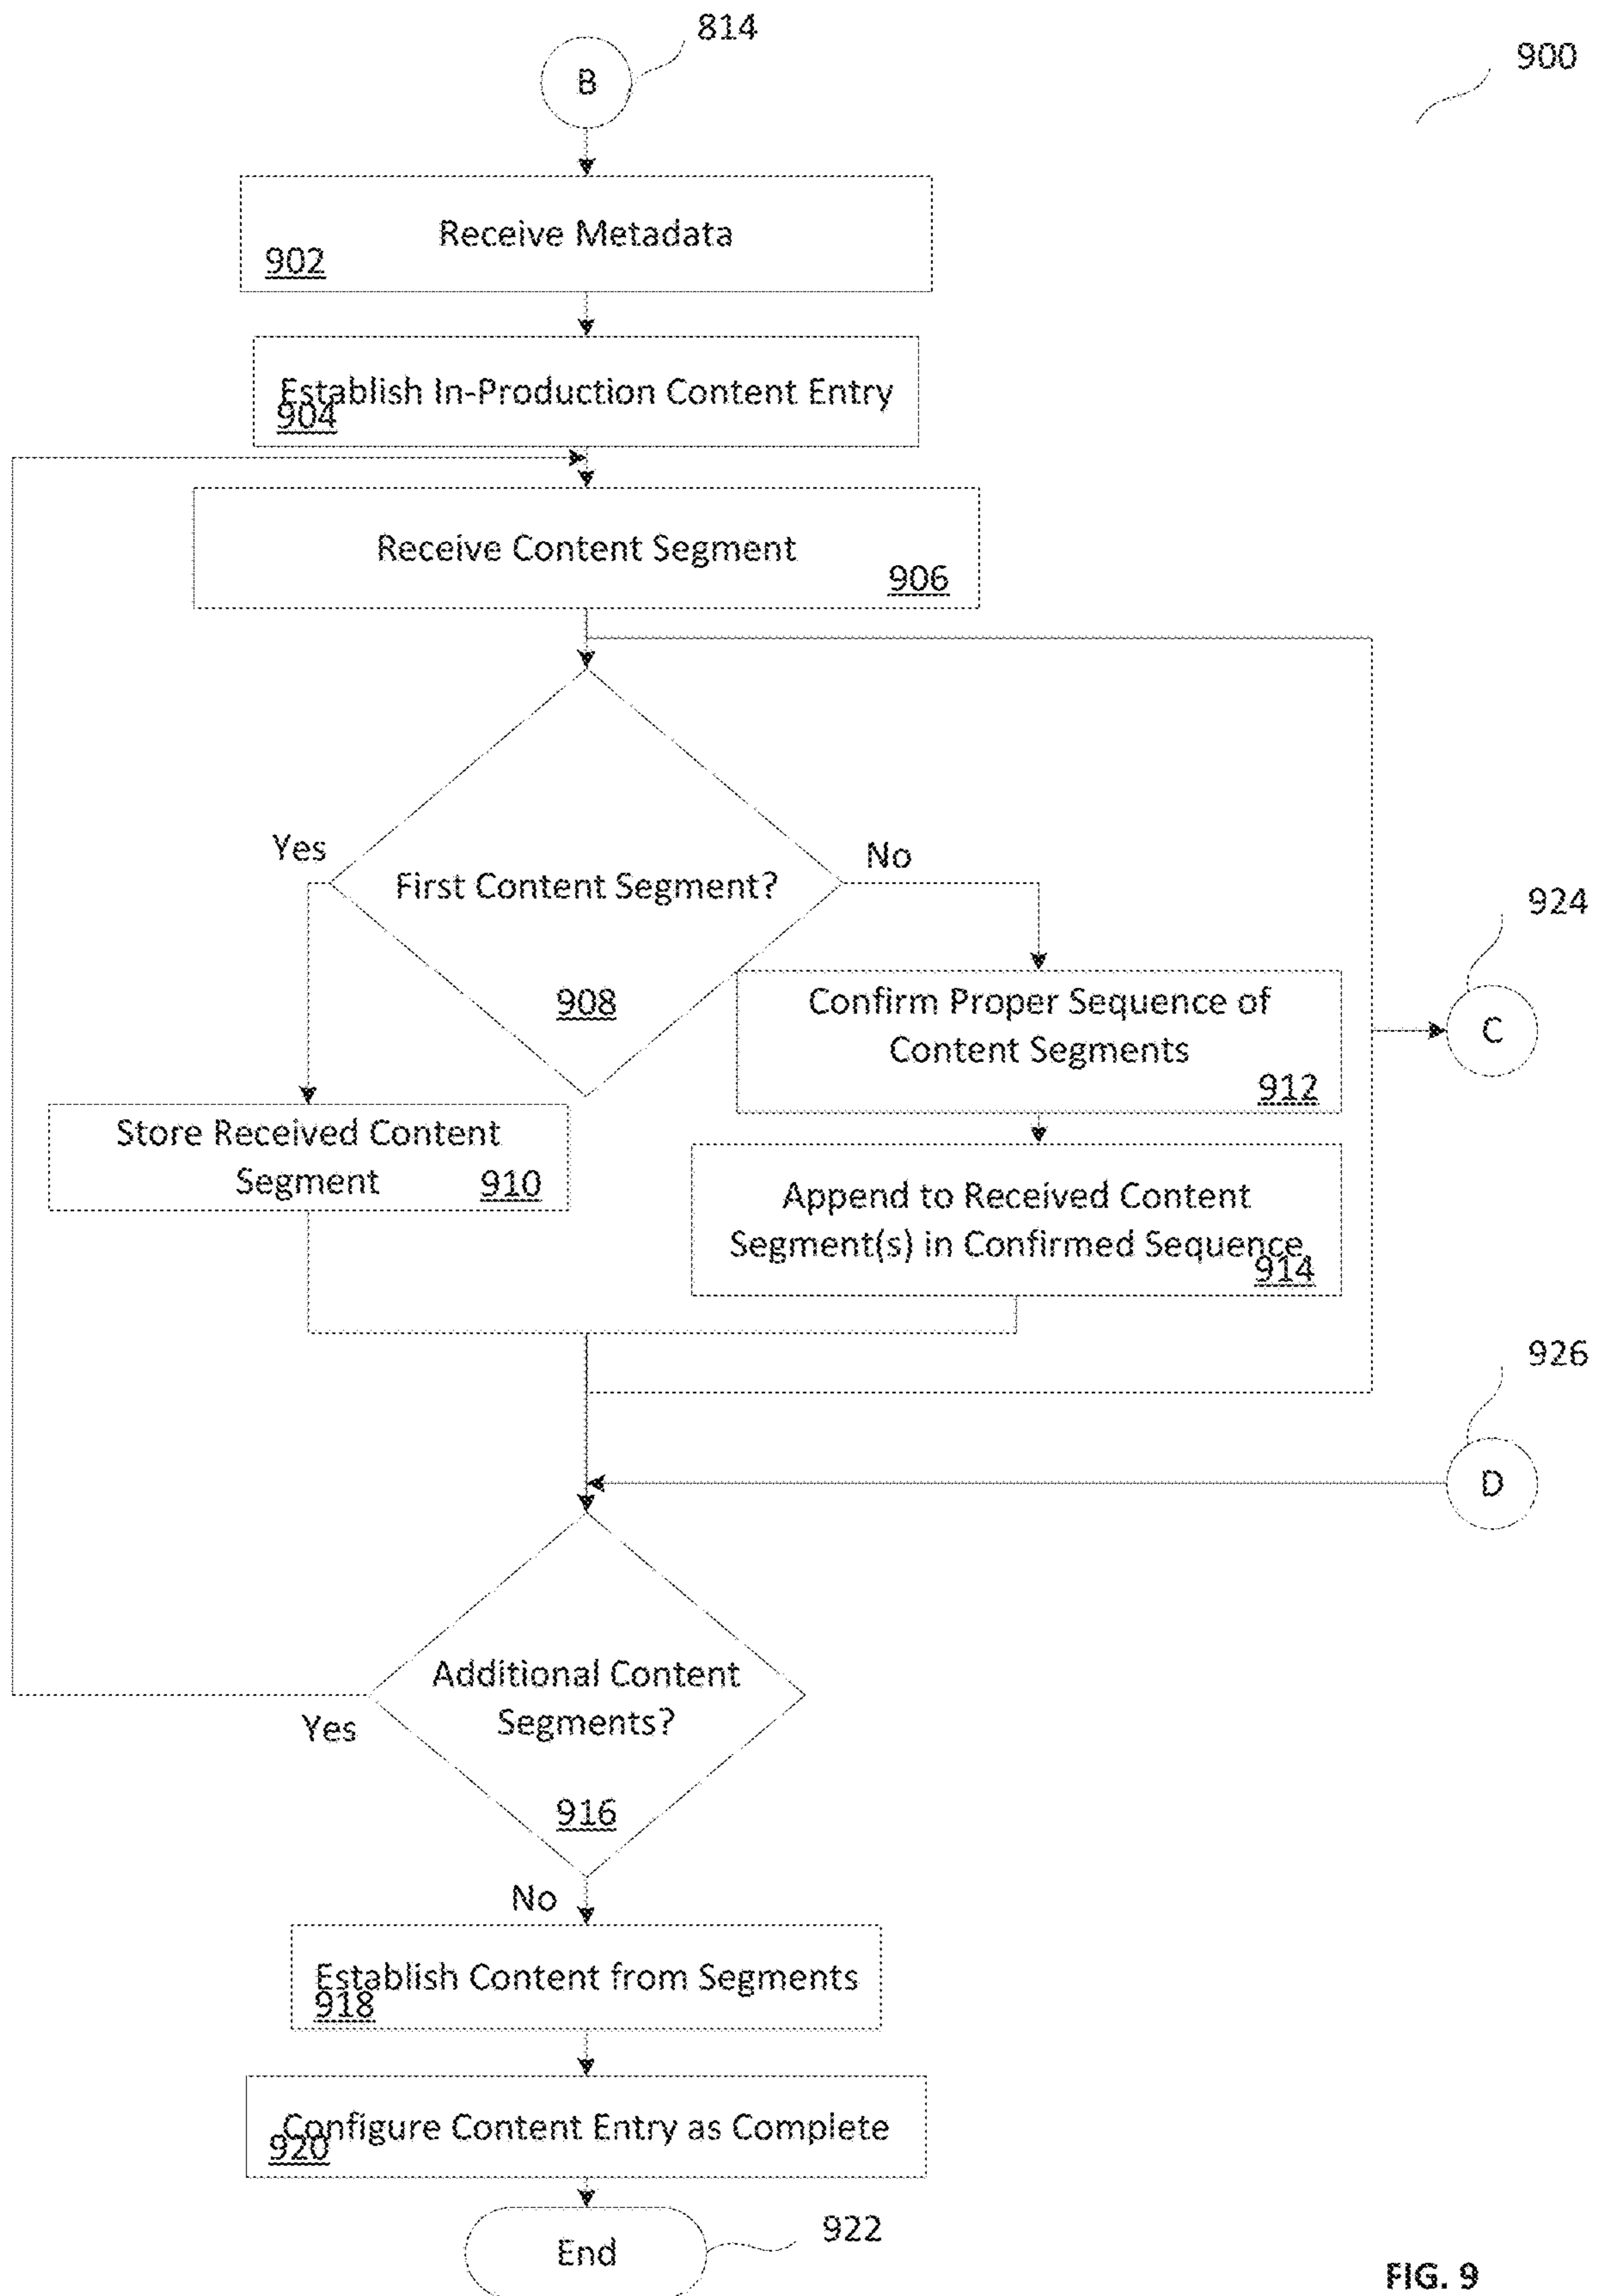 814
900
B
Receive Metadata
902
Establish In-Production Content Entry
904
Receive Content Segment
906
Yes
No
First Content Segment?
908
924
C
Confirm Proper Sequence of
Content Segments
912
Store Received Content
Segment
910
Append to Received Content
Segment(s) in Confirmed Sequence
914
926
D
Additional Content
Segments?
Yes
916
No
Establish Content from Segments
918
Configure Content Entry as Complete
920
End
922
FIG. 9